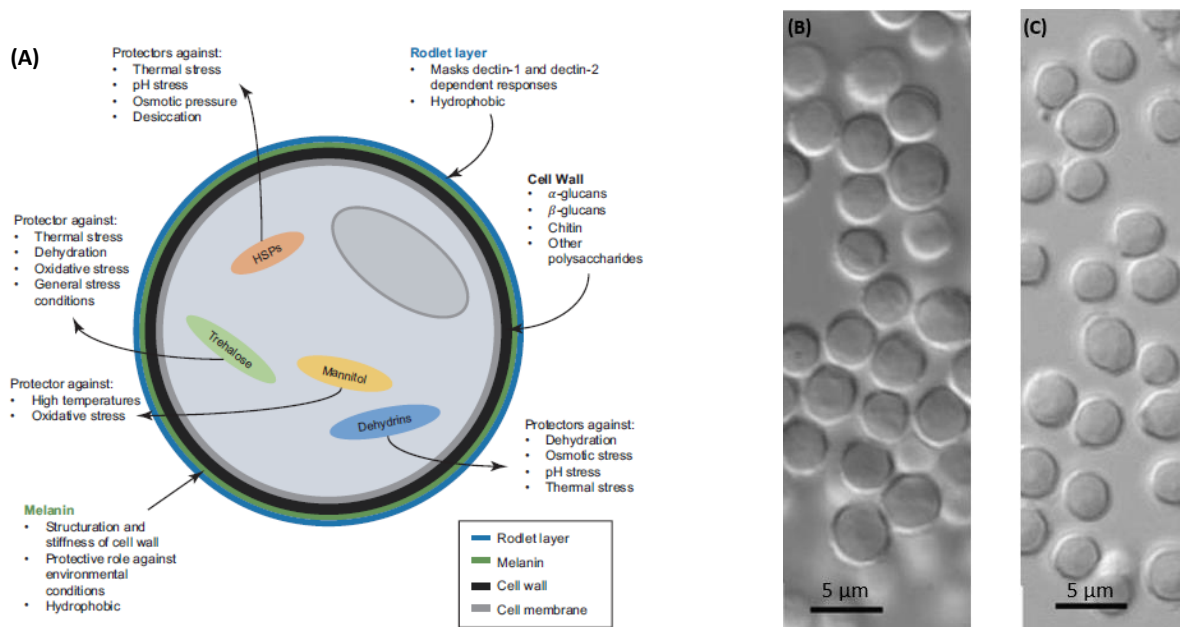 (A)
Protectors against:
• Thermal stress
• pH stress
• Osmotic pressure
• Desiccation
Rodlet layer
• Masks dectin-1 and dectin-2
dependent responses
• Hydrophobic
Cell Wall
• α-glucans
• β-glucans
• Chitin
• Other
polysaccharides
Protector against:
• Thermal stress
• Dehydration
• Oxidative stress
• General stress
conditions
HSPs
Trehalose
Mannitol
Dehydrins
Protector against:
• High temperatures
• Oxidative stress
Protectors against:
• Dehydration
• Osmotic stress
• pH stress
• Thermal stress
Melanin
• Structuration and
stiffness of cell wall
• Protective role against
environmental
conditions
• Hydrophobic
Rodlet layer
Melanin
Cell wall
Cell membrane
(B)
5 µm
(C)
5 µm